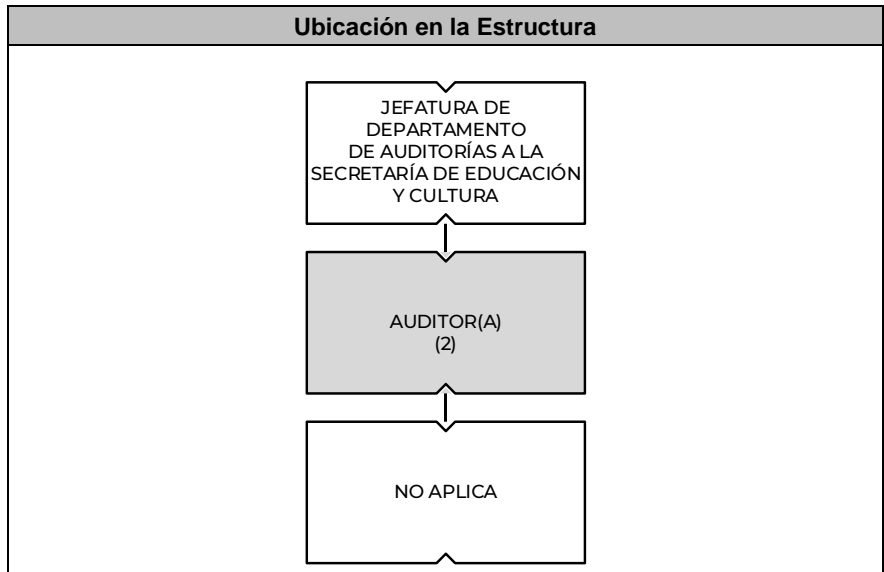 Ubicación en la Estructura
JEFATURA DE
DEPARTAMENTO
DE AUDITORÍAS A LA
SECRETARÍA DE EDUCACIÓN
Y CULTURA
AUDITOR(A)
(2)
NO APLICA